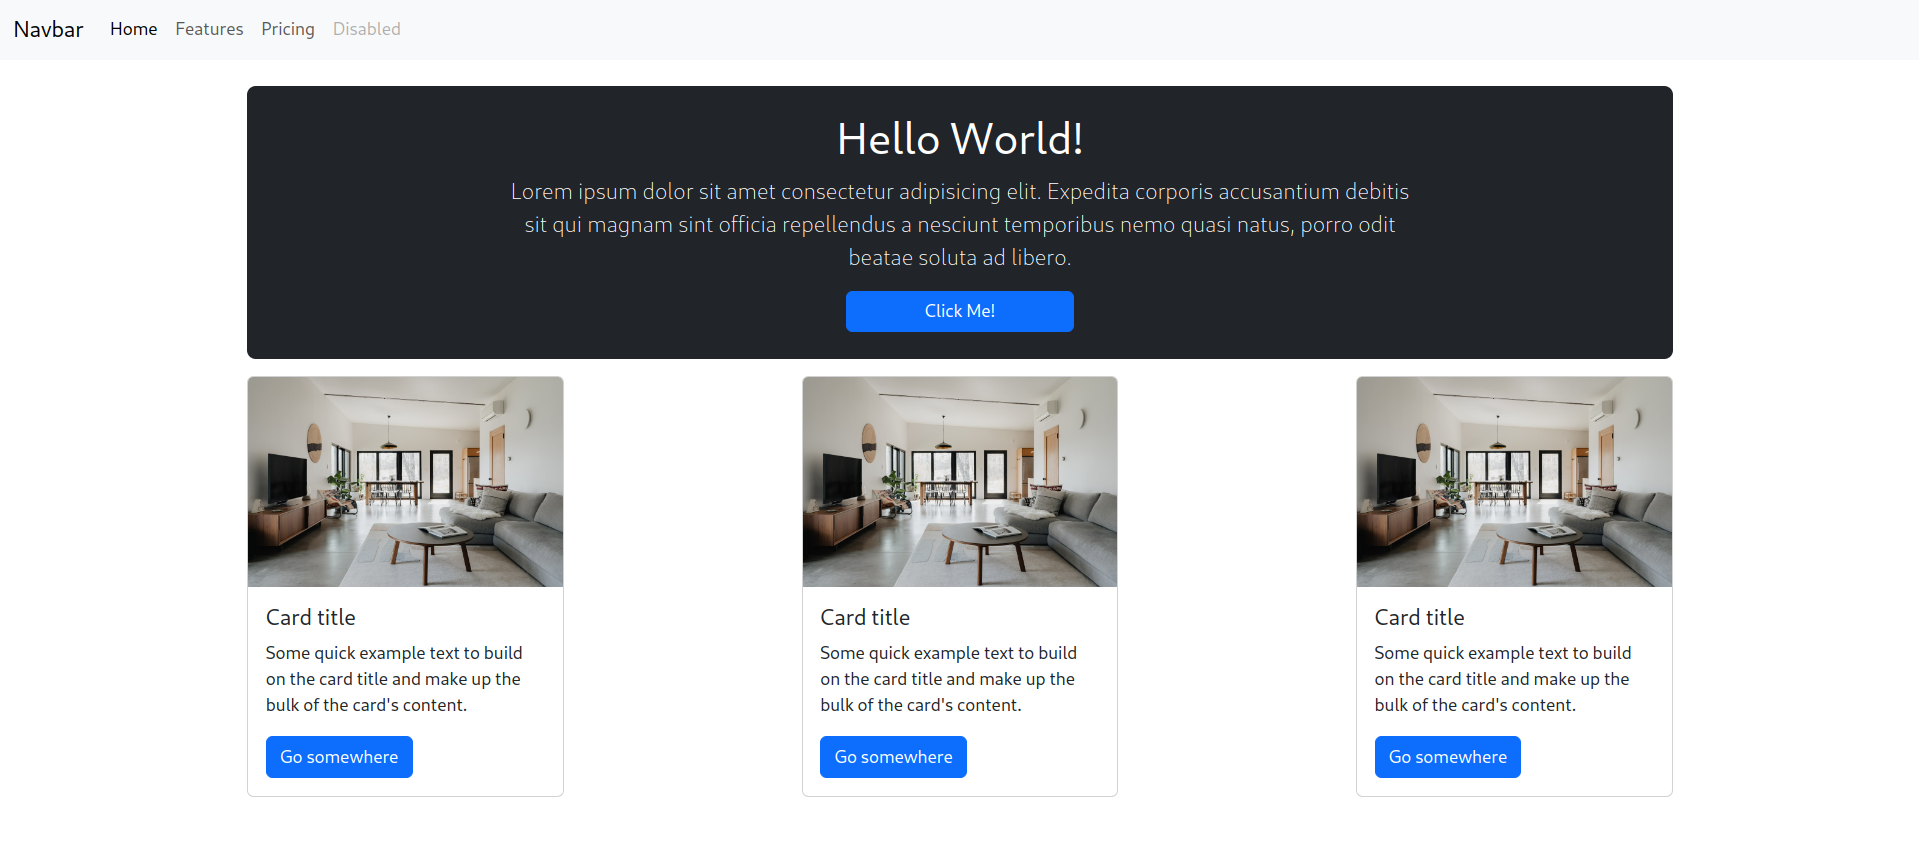 Navbar Home Features Pricing Disabled
Hello World!
Lorem ipsum dolor sit amet consectetur adipisicing elit. Expedita corporis accusantium debitis
sit qui magnam sint officia repellendus a nesciunt temporibus nemo quasi natus, porro odit
beatae soluta ad libero.
Click Me!
Card title
Some quick example text to build
on the card title and make up the
bulk of the card's content.
Go somewhere
Card title
Some quick example text to build
on the card title and make up the
bulk of the card's content.
Go somewhere
Card title
Some quick example text to build
on the card title and make up the
bulk of the card's content.
Go somewhere